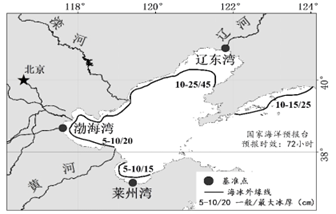 118° 120° 122° 124°
滦河
辽河
北京
辽东湾
10-25/45
40
渤海湾
10-15/25
国家海洋预报台
预报时效：72小时
5-10/20
38°
黄河
5-10/15
莱州湾
基准点
海冰外缘线
5-10/20 一般/最大冰厚（cm）